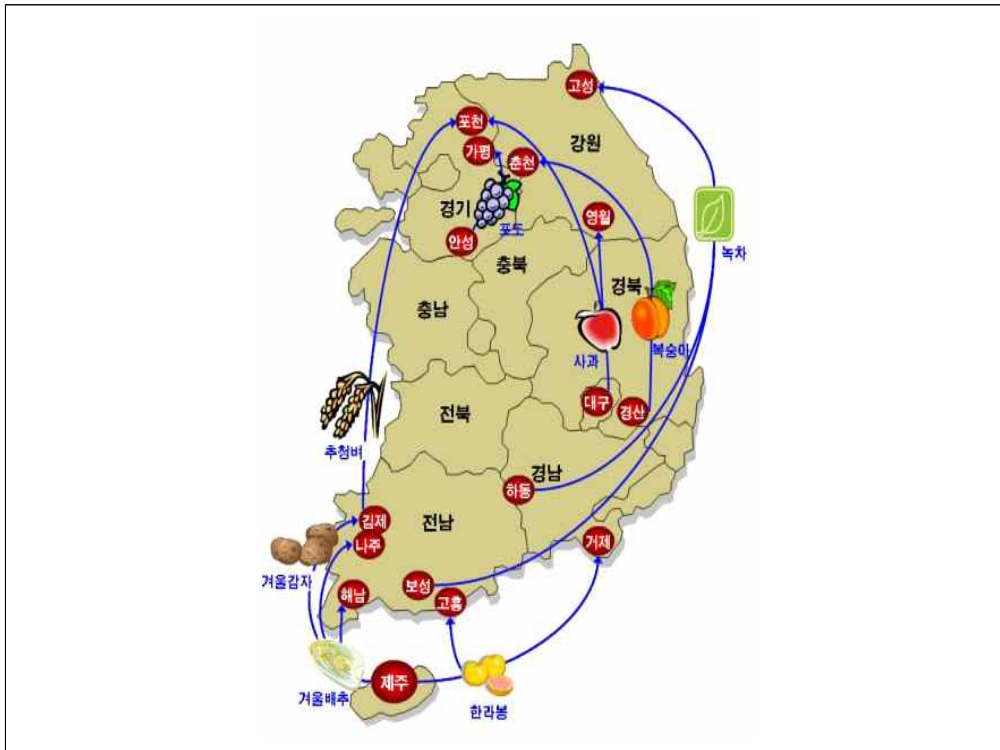 고성
포천
강원
가평
춘천
경기
포도
영월
안성
녹차
충북
경북
충남
사과
복숭아
대구
경산
전북
추청벼
경남
하동
김제
전남
나주
거제
겨울감자
보성
해남
고흥
제주
겨울배추
한라봉